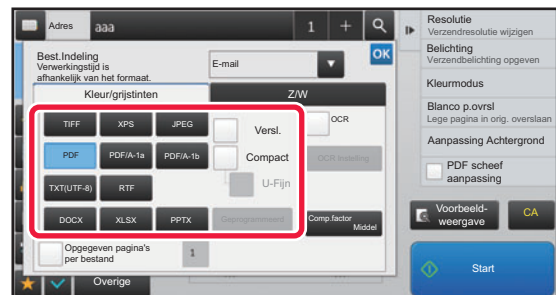 Adres
aaa
1
+
Best.Indeling
Verwerkingstijd is
afhankelijk van het formaat.
E-mail
OK
Kleur/grijstinten
Z/W
TIFF
XPS
JPEG
Versl.
OCR
PDF
PDF/A-1a
PDF/A-1b
Compact
OCR Instelling
TXT(UTF-8)
RTF
U-Fijn
DOCX
XLSX
PPTX
Geprogrammeerd
Comp.factor
Middel
Opgegeven pagina's
per bestand
1
Overige
Resolutie
Verzendresolutie wijzigen
Belichting
Verzendbelichting opgeven
Kleurmodus
Blanco p.ovrsl
Lege pagina in orig. overslaan
Aanpassing Achtergrond
PDF scheef
aanpassing
Voorbeeld-
weergave
CA
Start